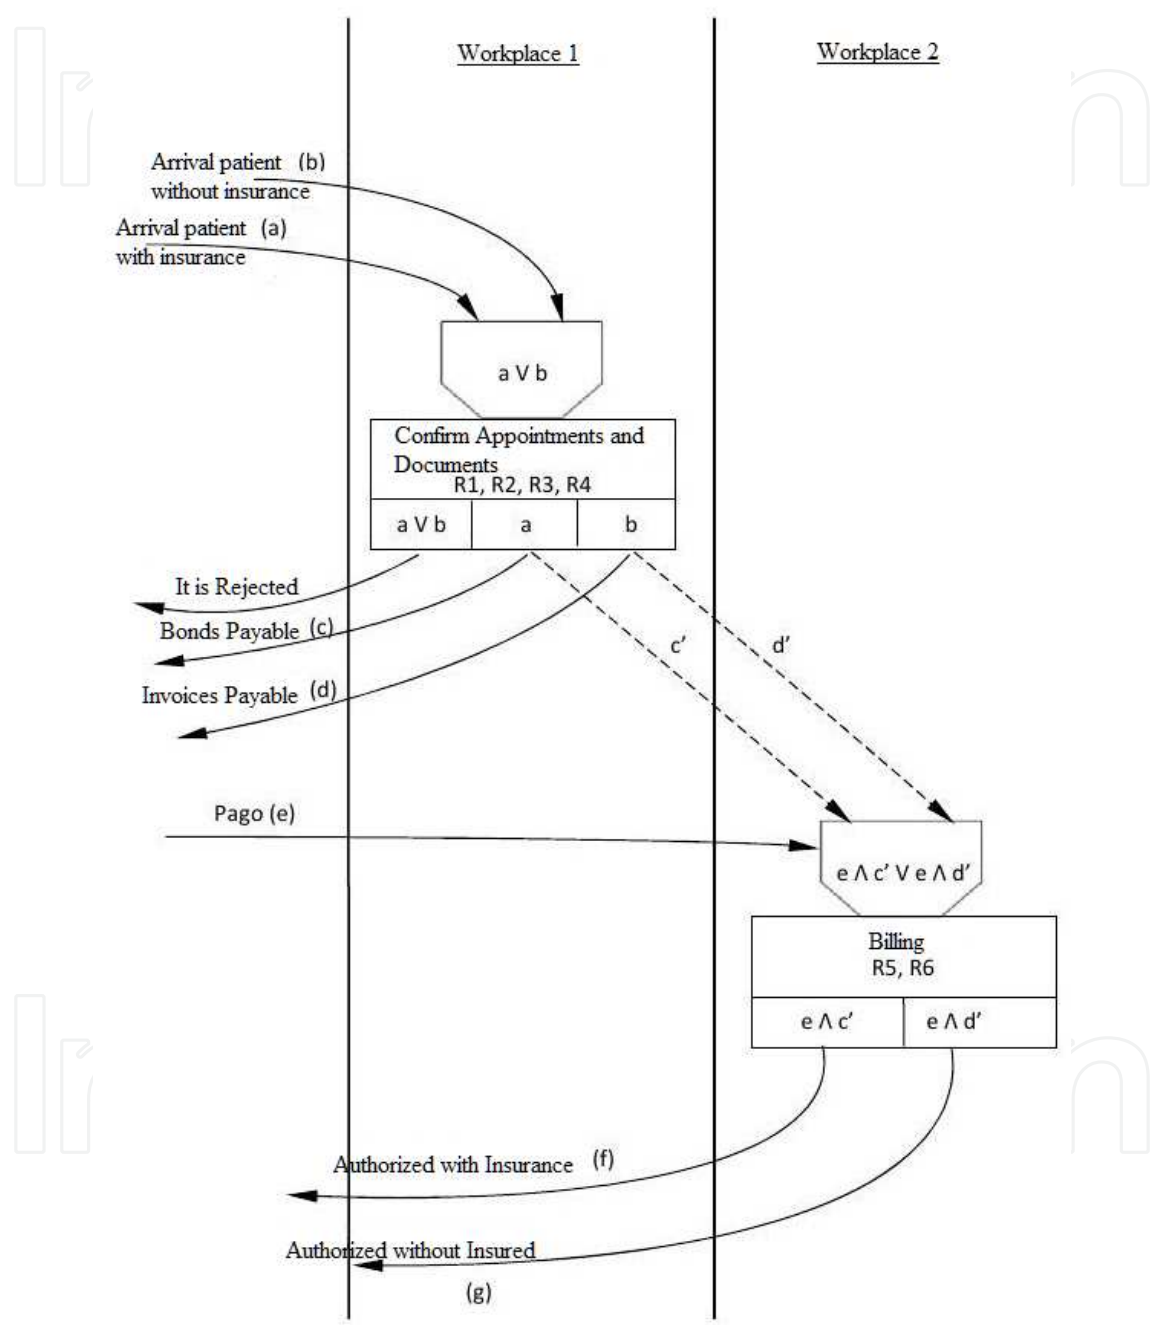 Workplace 1
Workplace 2
Arrival patient (b)
without insurance
Arrival patient (a)
with insurance
a V b
Confirm Appointments and
Documents
R1, R2, R3, R4
a V b
a
b
It is Rejected
Bonds Payable (c)
Invoices Payable (d)
c’
d’
Pago (e)
e Λ c’ V e Λ d’
Billing
R5, R6
e Λ c’
e Λ d’
Authorized with Insurance (f)
Authorized without Insured
(g)